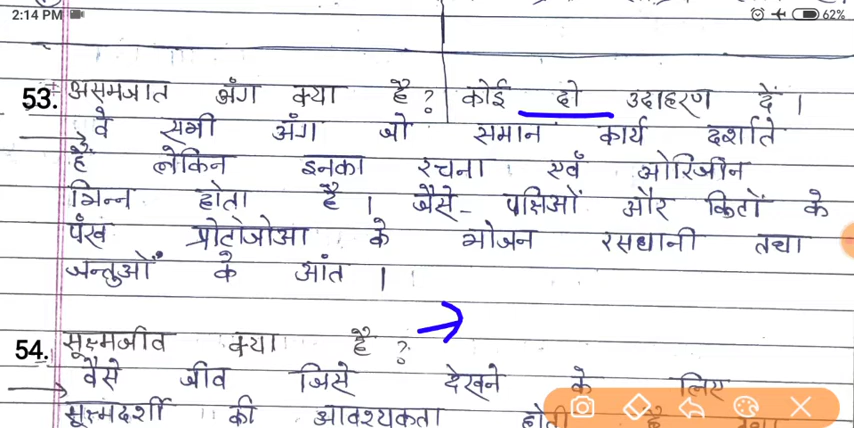 2:14 PM
62%
53. असमजात अंग क्या है? कोई दो उदाहरण दें।
वे सभी अंग जो समान कार्य दर्शाते
हैं लेकिन इनका रचना एवं ओरिजीन
भिन्न होता है। जैसे- पक्षिओं और किटों के
पंख प्रोटोजोआ के भोजन रसधानी तथा
जन्तुओं के आंत।
54. सूक्ष्मजीव क्या है?
वैसे जीव जिसे देखने के लिए
सूक्ष्मदर्शी की आवश्यकता होती है तथा